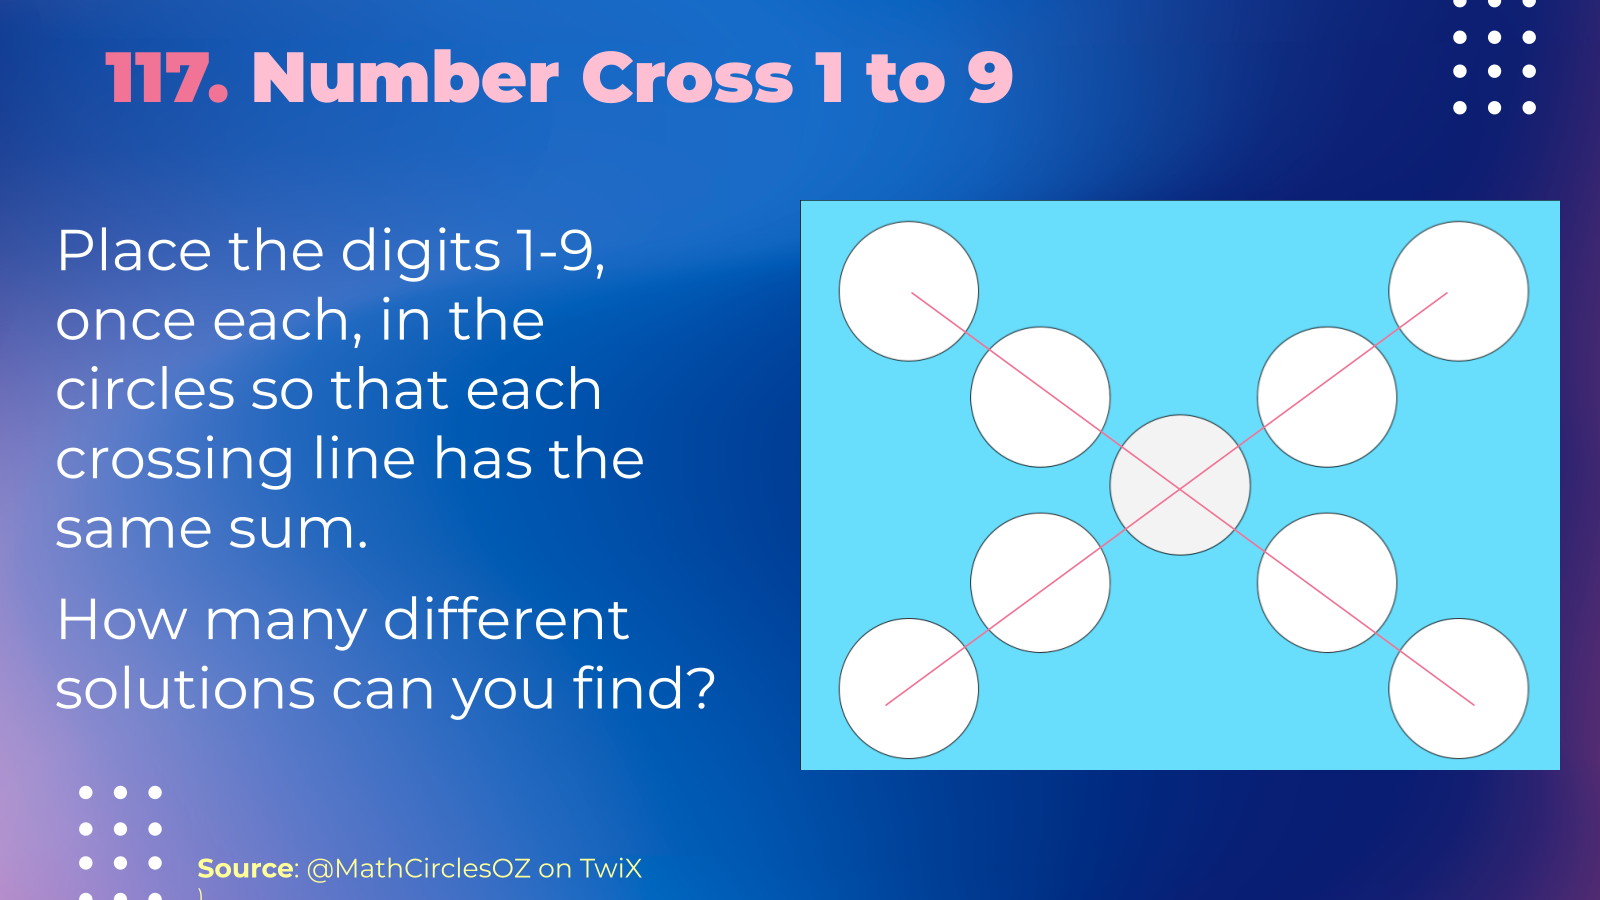 117. Number Cross 1 to 9
Place the digits 1-9,
once each, in the
circles so that each
crossing line has the
same sum.
How many different
solutions can you find?
Source: @MathCirclesOZ on TwiX
)